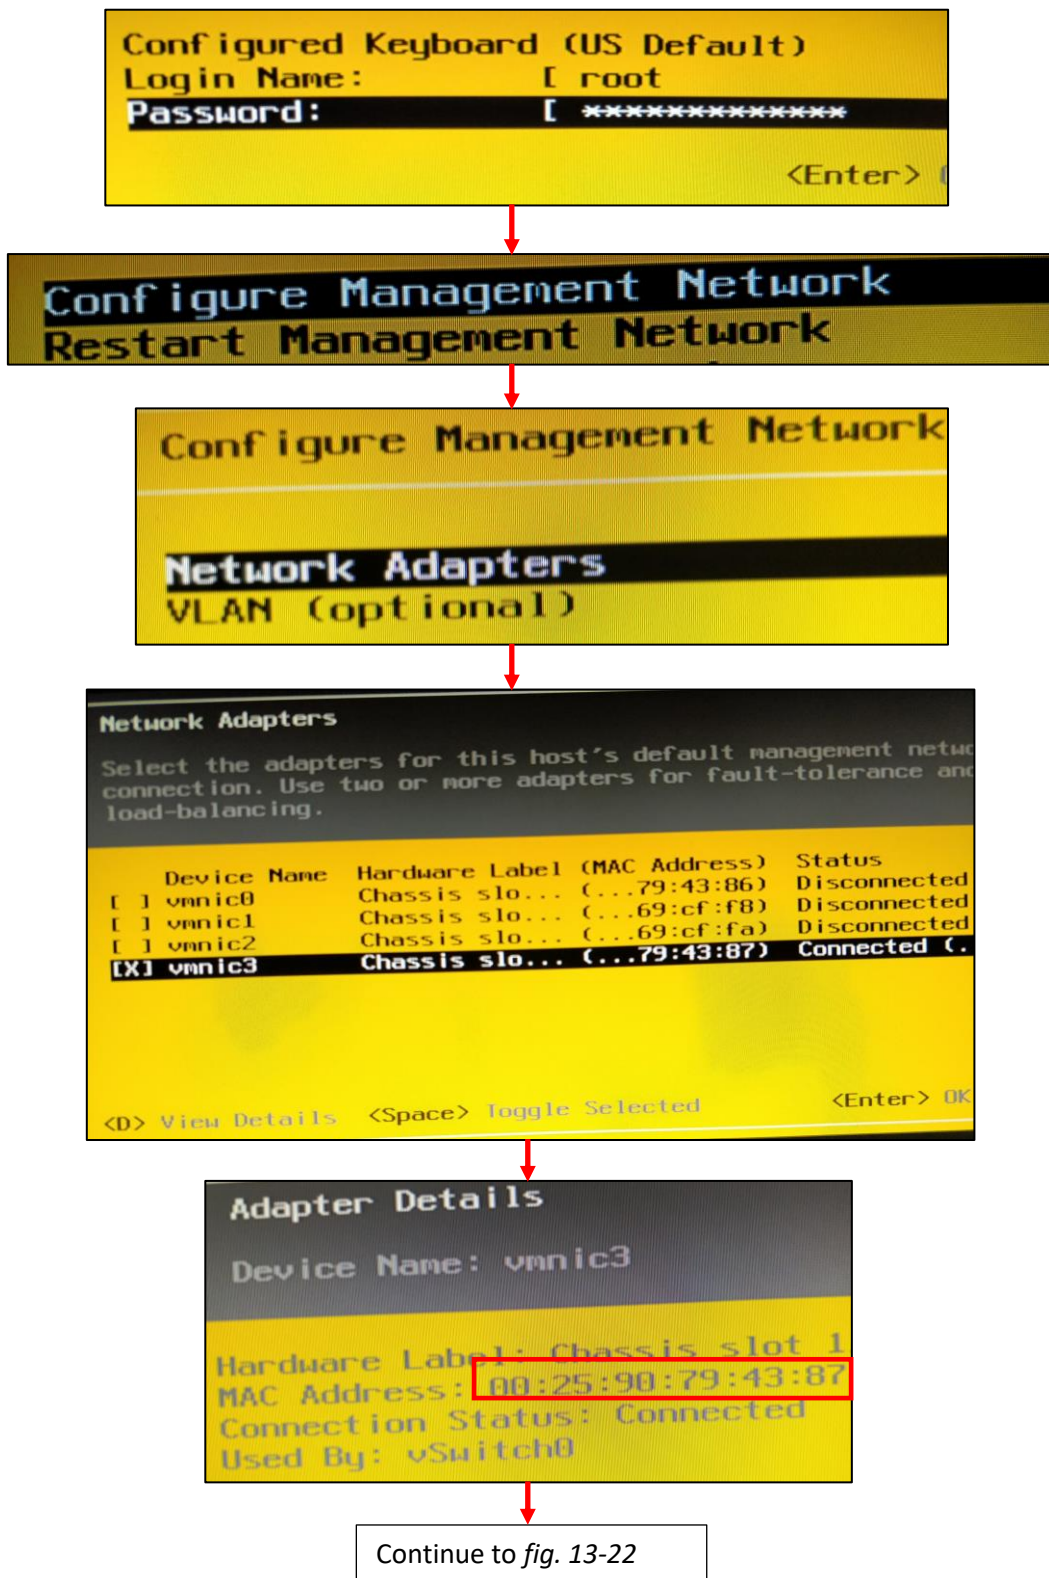 Configured Keyboard (US Default)
Login Name: [ root
Password: [ *************
<Enter>
Configure Management Network
Restart Management Network
Configure Management Network
Network Adapters
VLAN (optional)
Network Adapters
Select the adapters for this host's default management netwo
connection. Use two or more adapters for fault-tolerance and
load-balancing.
Device Name Hardware Label (MAC Address) Status
[ ] vmnic0 Chassis slo... (...79:43:86) Disconnected
[ ] vmnic1 Chassis slo... (...69:cf:f8) Disconnected
[ ] vmnic2 Chassis slo... (...69:cf:fa) Disconnected
[X] vmnic3 Chassis slo... (...79:43:87) Connected (.
<D> View Details <Space> Toggle Selected <Enter> OK
Adapter Details
Device Name: vmnic3
Hardware Label: Chassis slot 1
MAC Address: 00:25:90:79:43:87
Connection Status: Connected
Used By: vSwitch0
Continue to fig. 13-22